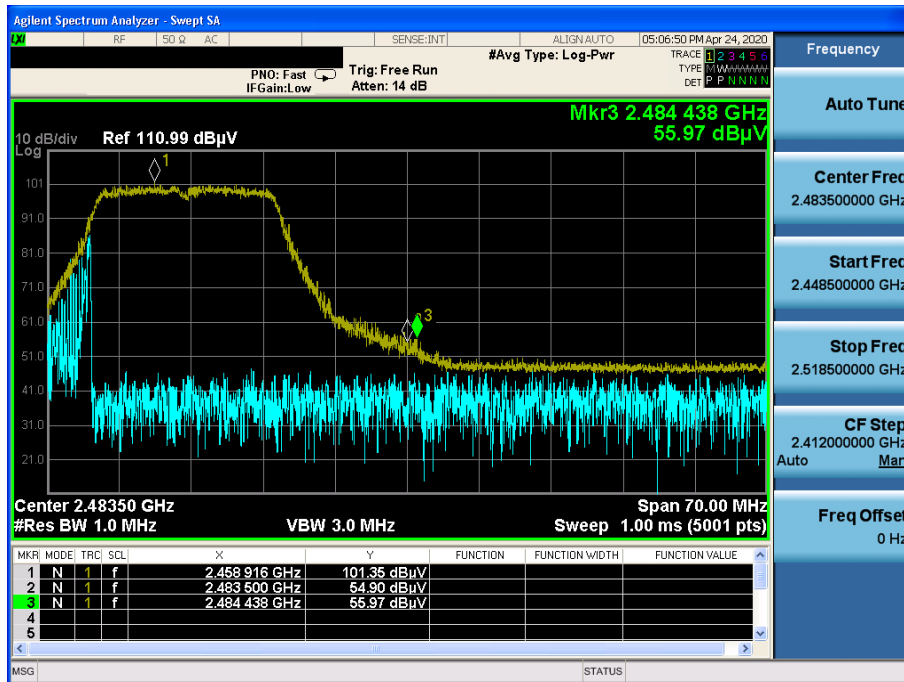 Agilent Spectrum Analyzer - Swept SA
LXI RF 50 Ω AC SENSE:INT ALIGN AUTO 05:06:50 PM Apr 24, 2020
#Avg Type: Log-Pwr
TRACE 1 2 3 4 5 6
PNO: Fast Trig: Free Run
TYPE M W W W W W
IFGain:Low Atten: 14 dB
DET P P N N N N
Mkr3 2.484 438 GHz
55.97 dBµV
10 dB/div Ref 110.99 dBµV
Log
101
91.0
81.0
71.0
61.0
51.0
41.0
31.0
21.0
1
3
Center 2.48350 GHz Span 70.00 MHz
#Res BW 1.0 MHz VBW 3.0 MHz Sweep 1.00 ms (5001 pts)
MKR MODE TRC SCL X Y FUNCTION FUNCTION WIDTH FUNCTION VALUE
1 N 1 f 2.458 916 GHz 101.35 dBµV
2 N 1 f 2.483 500 GHz 54.90 dBµV
3 N 1 f 2.484 438 GHz 55.97 dBµV
4
5
MSG STATUS
Frequency
Auto Tune
Center Freq
2.483500000 GHz
Start Freq
2.448500000 GHz
Stop Freq
2.518500000 GHz
CF Step
2.412000000 GHz
Auto Man
Freq Offset
0 Hz